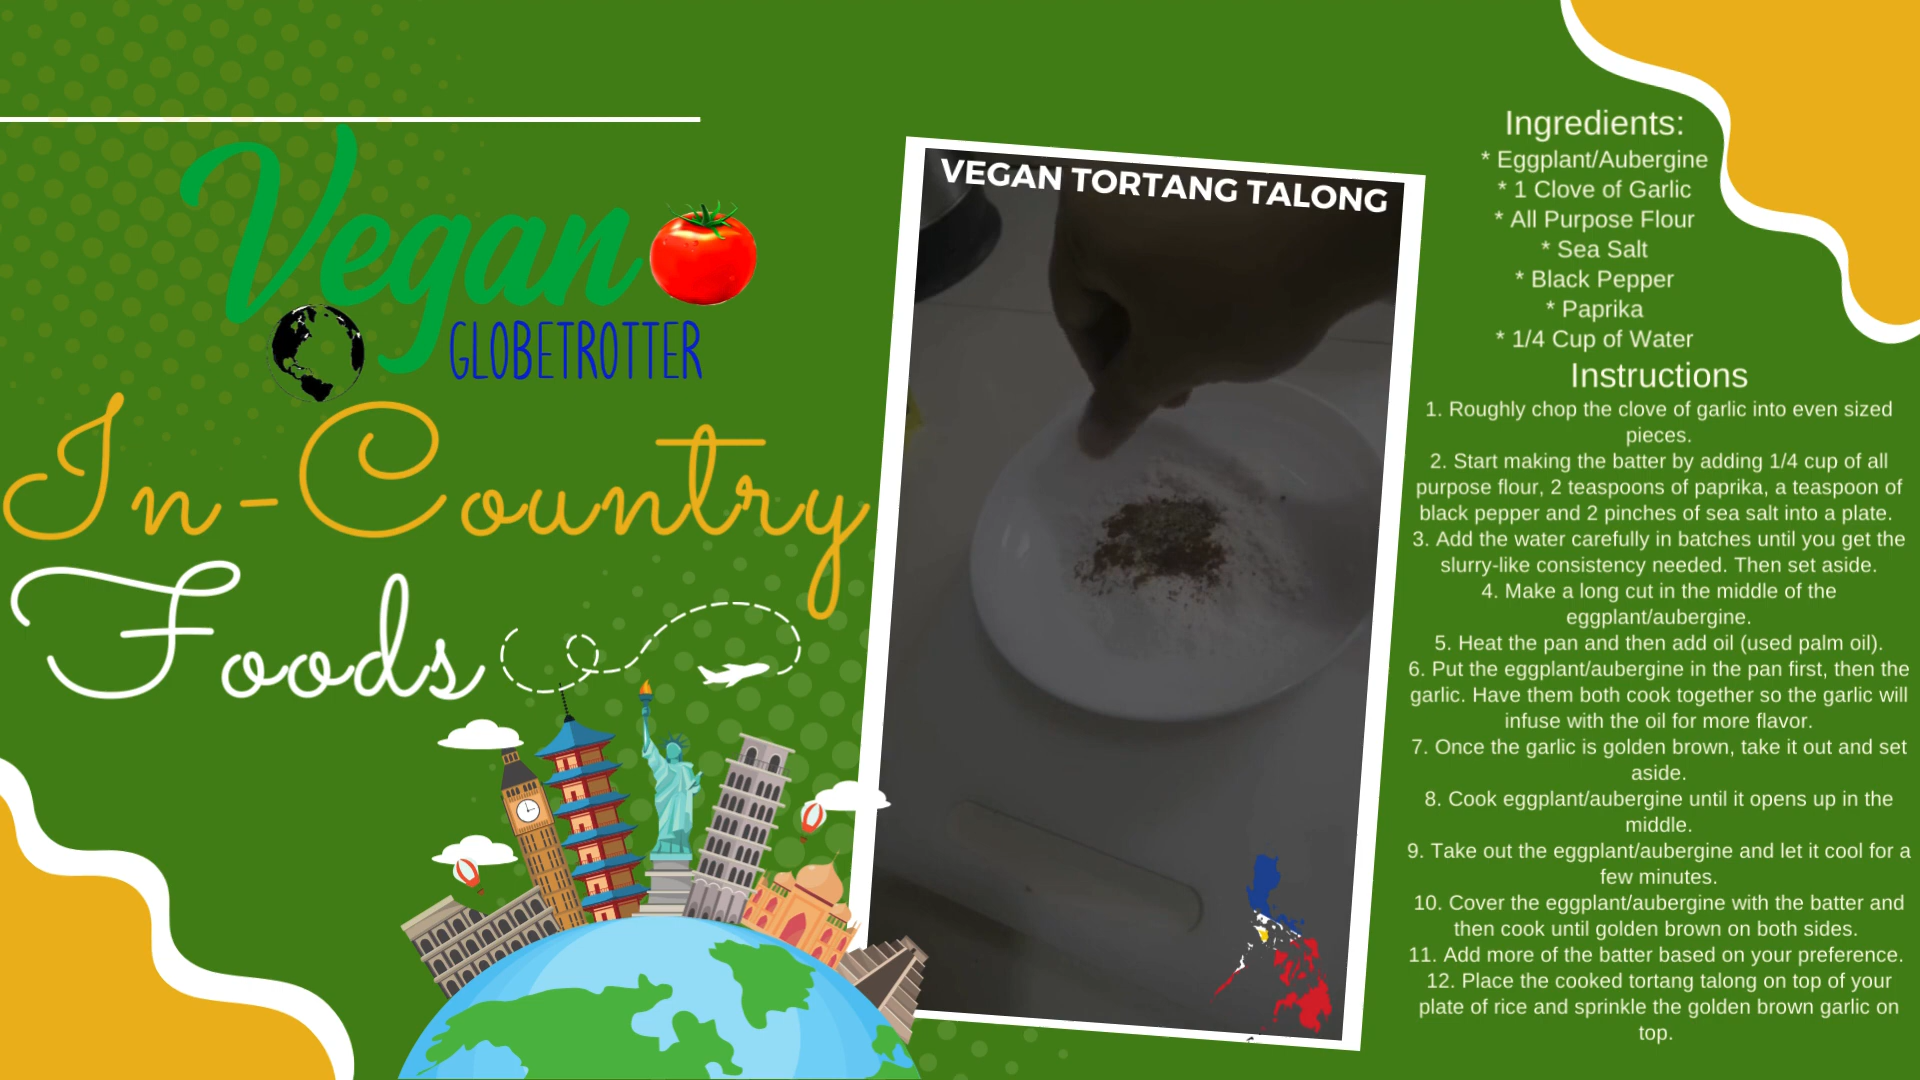 Vegan
GLOBETROTTER
In-Country
Foods
VEGAN TORTANG TALONG
Ingredients:
* Eggplant/Aubergine
* 1 Clove of Garlic
* All Purpose Flour
* Sea Salt
* Black Pepper
* Paprika
* 1/4 Cup of Water
Instructions
1. Roughly chop the clove of garlic into even sized
pieces.
2. Start making the batter by adding 1/4 cup of all
purpose flour, 2 teaspoons of paprika, a teaspoon of
black pepper and 2 pinches of sea salt into a plate.
3. Add the water carefully in batches until you get the
slurry-like consistency needed. Then set aside.
4. Make a long cut in the middle of the
eggplant/aubergine.
5. Heat the pan and then add oil (used palm oil).
6. Put the eggplant/aubergine in the pan first, then the
garlic. Have them both cook together so the garlic will
infuse with the oil for more flavor.
7. Once the garlic is golden brown, take it out and set
aside.
8. Cook eggplant/aubergine until it opens up in the
middle.
9. Take out the eggplant/aubergine and let it cool for a
few minutes.
10. Cover the eggplant/aubergine with the batter and
then cook until golden brown on both sides.
11. Add more of the batter based on your preference.
12. Place the cooked tortang talong on top of your
plate of rice and sprinkle the golden brown garlic on
top.